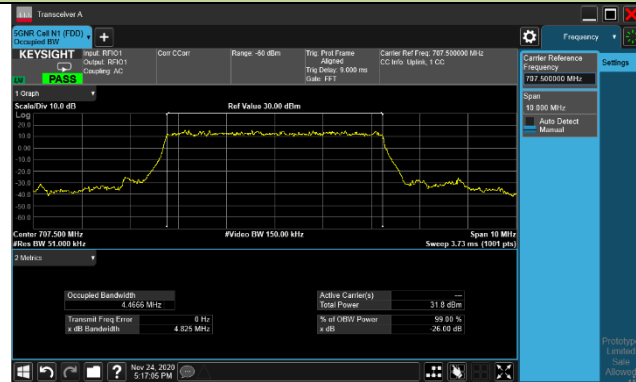 Transceiver A
5GNR Call N1 (FDD)
Occupied BW
Frequency
KEYSIGHT
Input: RFIO1
Output: RFIO1
Coupling: AC
Corr CCorr
Range: -60 dBm
Trig: Prot Frame
Aligned
Trig Delay: 9.000 ms
Gate: FFT
Carrier Ref Freq: 707.500000 MHz
CC Info: Uplink, 1 CC
PASS
Carrier Reference
Frequency
707.500000 MHz
Settings
Span
10.000 MHz
Auto Detect
Manual
1 Graph
Scale/Div 10.0 dB
Ref Value 30.00 dBm
Log
20.0
10.0
0.00
-10.0
-20.0
-30.0
-40.0
-50.0
-60.0
Center 707.500 MHz
#Video BW 150.00 kHz
Span 10 MHz
#Res BW 51.000 kHz
Sweep 3.73 ms (1001 pts)
2 Metrics
Occupied Bandwidth
4.4666 MHz
Active Carrier(s)
---
Total Power
31.8 dBm
Transmit Freq Error
0 Hz
% of OBW Power
99.00 %
x dB Bandwidth
4.825 MHz
x dB
-26.00 dB
Prototype
Limited
Sale
Allowed
Nov 24, 2020
5:17:05 PM